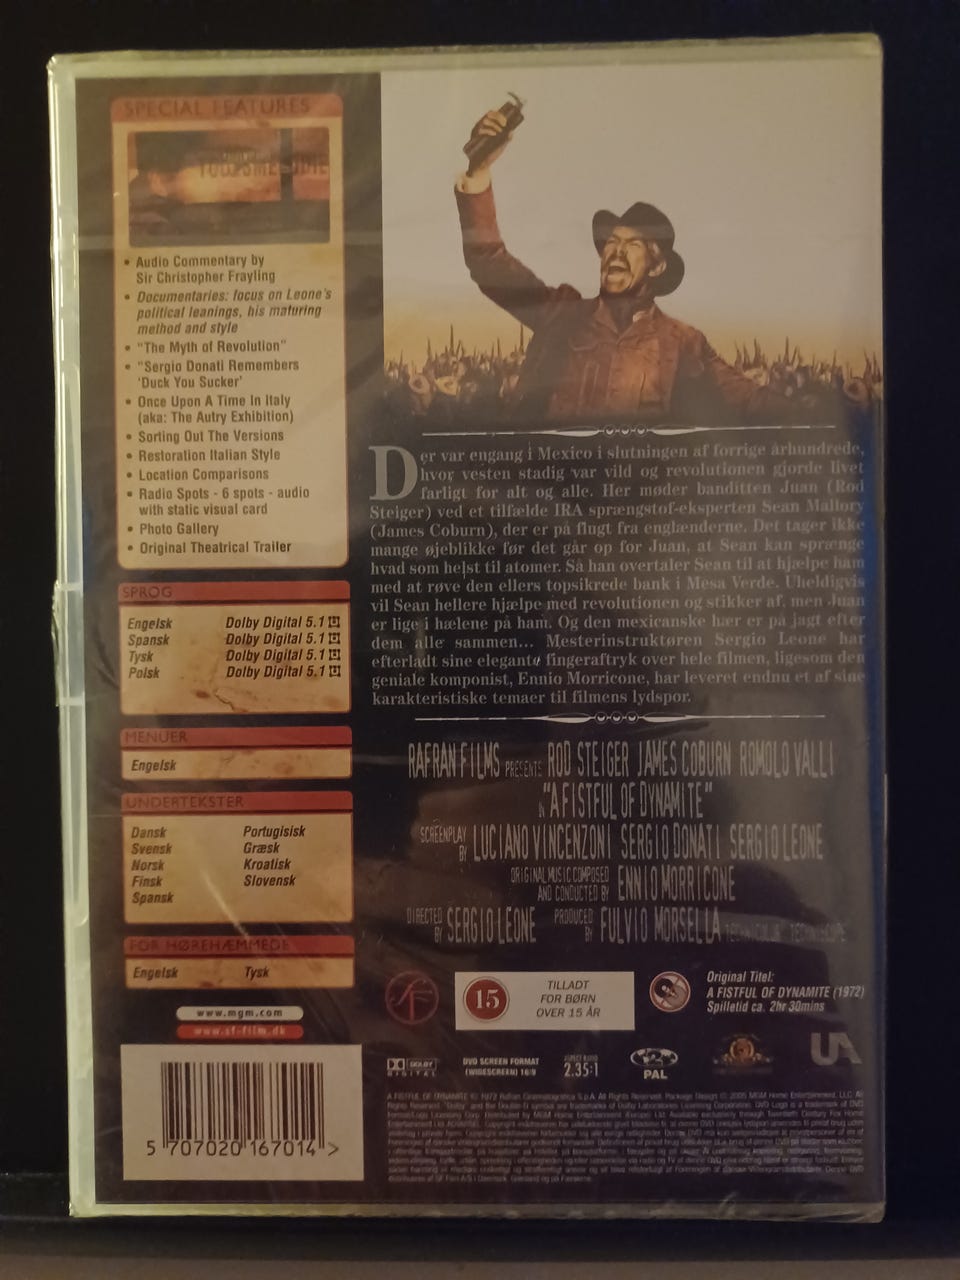 SPECIAL FEATURES
TODESMELODIE
• Audio Commentary by
Sir Christopher Frayling
• Documentaries: focus on Leone's
political leanings, his maturing
method and style
• "The Myth of Revolution"
• "Sergio Donati Remembers
'Duck You Sucker'
• Once Upon A Time In Italy
(aka: The Autry Exhibition)
• Sorting Out The Versions
• Restoration Italian Style
• Location Comparisons
• Radio Spots - 6 spots - audio
with static visual card
• Photo Gallery
• Original Theatrical Trailer
SPROG
Engelsk Dolby Digital 5.1
Spansk Dolby Digital 5.1
Tysk Dolby Digital 5.1
Polsk Dolby Digital 5.1
MENUER
Engelsk
UNDERTEKSTER
Dansk Portugisisk
Svensk Græsk
Norsk Kroatisk
Finsk Slovensk
Spansk
FOR HØREHÆMMEDE
Engelsk Tysk
www.mgm.com
www.sf-film.dk
5 707020 167014 >
Der var engang i Mexico i slutningen af forrige århundrede,
hvor vesten stadig var vild og revolutionen gjorde livet
farligt for alt og alle. Her møder banditten Juan (Rod
Steiger) ved et tilfælde IRA sprængstof-eksperten Sean Mallory
(James Coburn), der er på flugt fra englænderne. Det tager ikke
mange øjeblikke før det går op for Juan, at Sean kan sprænge
hvad som helst til atomer. Så han overtaler Sean til at hjælpe ham
med at røve den ellers topsikrede bank i Mesa Verde. Uheldigvis
vil Sean hellere hjælpe med revolutionen og stikker af, men Juan
er lige i hælene på ham. Og den mexicanske hær er på jagt efter
dem alle sammen... Mesterinstruktøren Sergio Leone har
efterladt sine elegante fingeraftryk over hele filmen, ligesom den
geniale komponist, Ennio Morricone, har leveret endnu et af sine
karakteristiske temaer til filmens lydspor.
RAFRAN FILMS PRESENTS ROD STEIGER JAMES COBURN ROMOLO VALLI
IN "A FISTFUL OF DYNAMITE"
SCREENPLAY BY LUCIANO VINCENZONI SERGIO DONATI SERGIO LEONE
ORIGINAL MUSIC COMPOSED AND CONDUCTED BY ENNIO MORRICONE
DIRECTED BY SERGIO LEONE PRODUCED BY FULVIO MORSELLA TECHNICOLOR TECHNISCOPE
SF
15
TILLADT
FOR BØRN
OVER 15 ÅR
Original Titel:
A FISTFUL OF DYNAMITE (1972)
Spilletid ca. 2hr 30mins
DOLBY
DIGITAL
DVD SCREEN FORMAT
(WIDESCREEN) 16:9
ASPECT RATIO
2.35:1
PAL
UA